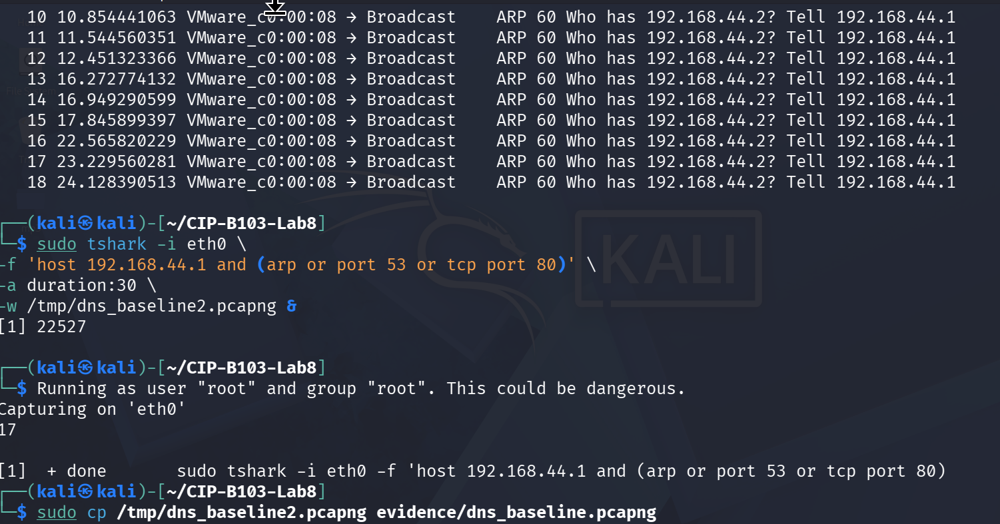 10 10.854441063 VMware_c0:00:08 → Broadcast    ARP 60 Who has 192.168.44.2? Tell 192.168.44.1
11 11.544560351 VMware_c0:00:08 → Broadcast    ARP 60 Who has 192.168.44.2? Tell 192.168.44.1
12 12.451323366 VMware_c0:00:08 → Broadcast    ARP 60 Who has 192.168.44.2? Tell 192.168.44.1
13 16.272774132 VMware_c0:00:08 → Broadcast    ARP 60 Who has 192.168.44.2? Tell 192.168.44.1
14 16.949290599 VMware_c0:00:08 → Broadcast    ARP 60 Who has 192.168.44.2? Tell 192.168.44.1
15 17.845899397 VMware_c0:00:08 → Broadcast    ARP 60 Who has 192.168.44.2? Tell 192.168.44.1
16 22.565820229 VMware_c0:00:08 → Broadcast    ARP 60 Who has 192.168.44.2? Tell 192.168.44.1
17 23.229560281 VMware_c0:00:08 → Broadcast    ARP 60 Who has 192.168.44.2? Tell 192.168.44.1
18 24.128390513 VMware_c0:00:08 → Broadcast    ARP 60 Who has 192.168.44.2? Tell 192.168.44.1
┌──(kali㉿kali)-[~/CIP-B103-Lab8]
└─$ sudo tshark -i eth0 \
-f 'host 192.168.44.1 and (arp or port 53 or tcp port 80)' \
-a duration:30 \
-w /tmp/dns_baseline2.pcapng &
[1] 22527
┌──(kali㉿kali)-[~/CIP-B103-Lab8]
└─$ Running as user "root" and group "root". This could be dangerous.
Capturing on 'eth0'
17
[1]  + done       sudo tshark -i eth0 -f 'host 192.168.44.1 and (arp or port 53 or tcp port 80)
┌──(kali㉿kali)-[~/CIP-B103-Lab8]
└─$ sudo cp /tmp/dns_baseline2.pcapng evidence/dns_baseline.pcapng
KALI